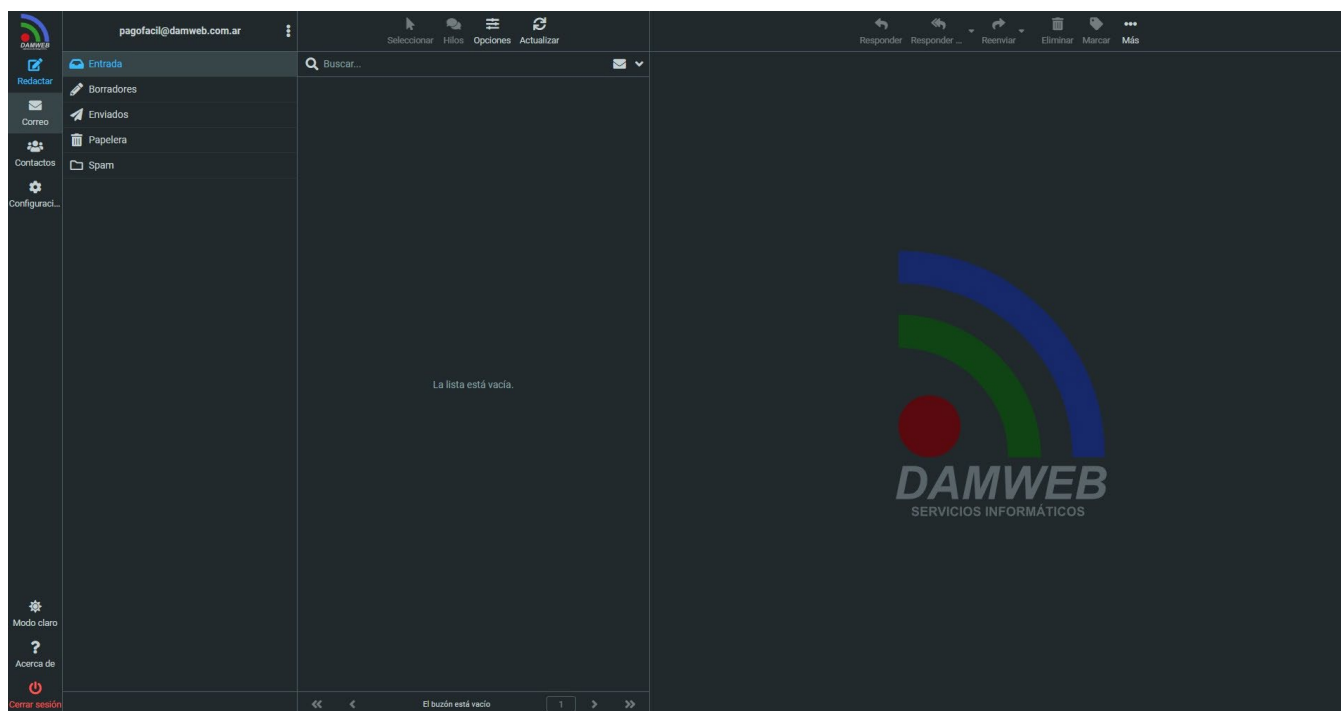 DAMWEB
pagofacil@damweb.com.ar
Seleccionar Hilos Opciones Actualizar
Responder Responder ... Reenviar Eliminar Marcar Más
Redactar
Correo
Contactos
Configuraci...
Entrada
Borradores
Enviados
Papelera
Spam
Buscar...
La lista está vacía.
DAMWEB
SERVICIOS INFORMÁTICOS
Modo claro
Acerca de
Cerrar sesión
El buzón está vacío 1